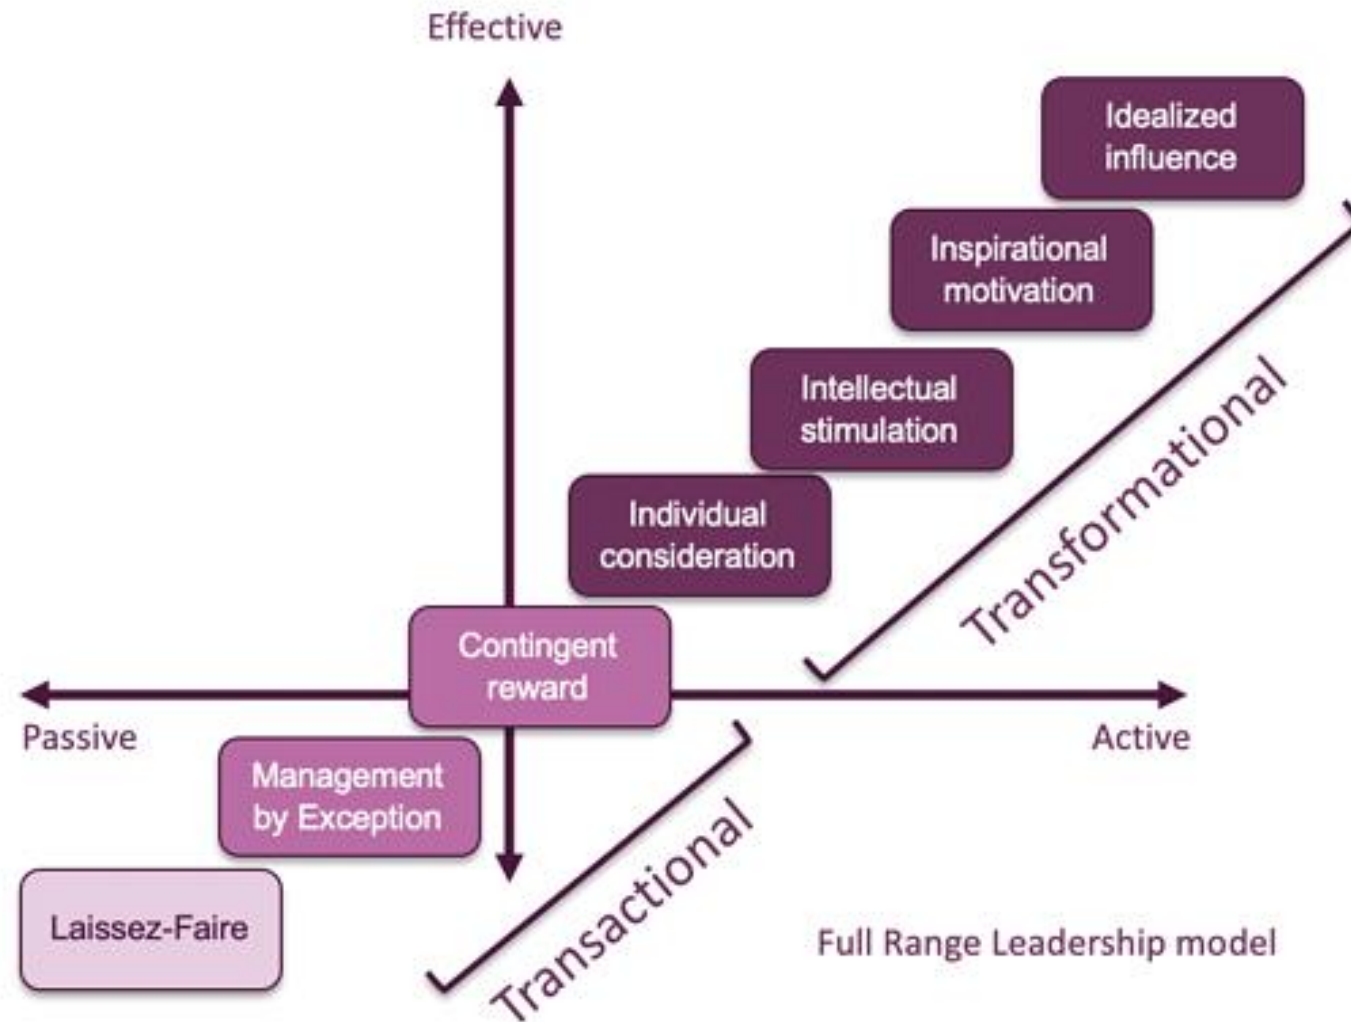 Effective
Idealized
influence
Inspirational
motivation
Intellectual
stimulation
Individual
consideration
Transformational
Contingent
reward
Passive
Active
Management
by Exception
Transactional
Laissez-Faire
Full Range Leadership model